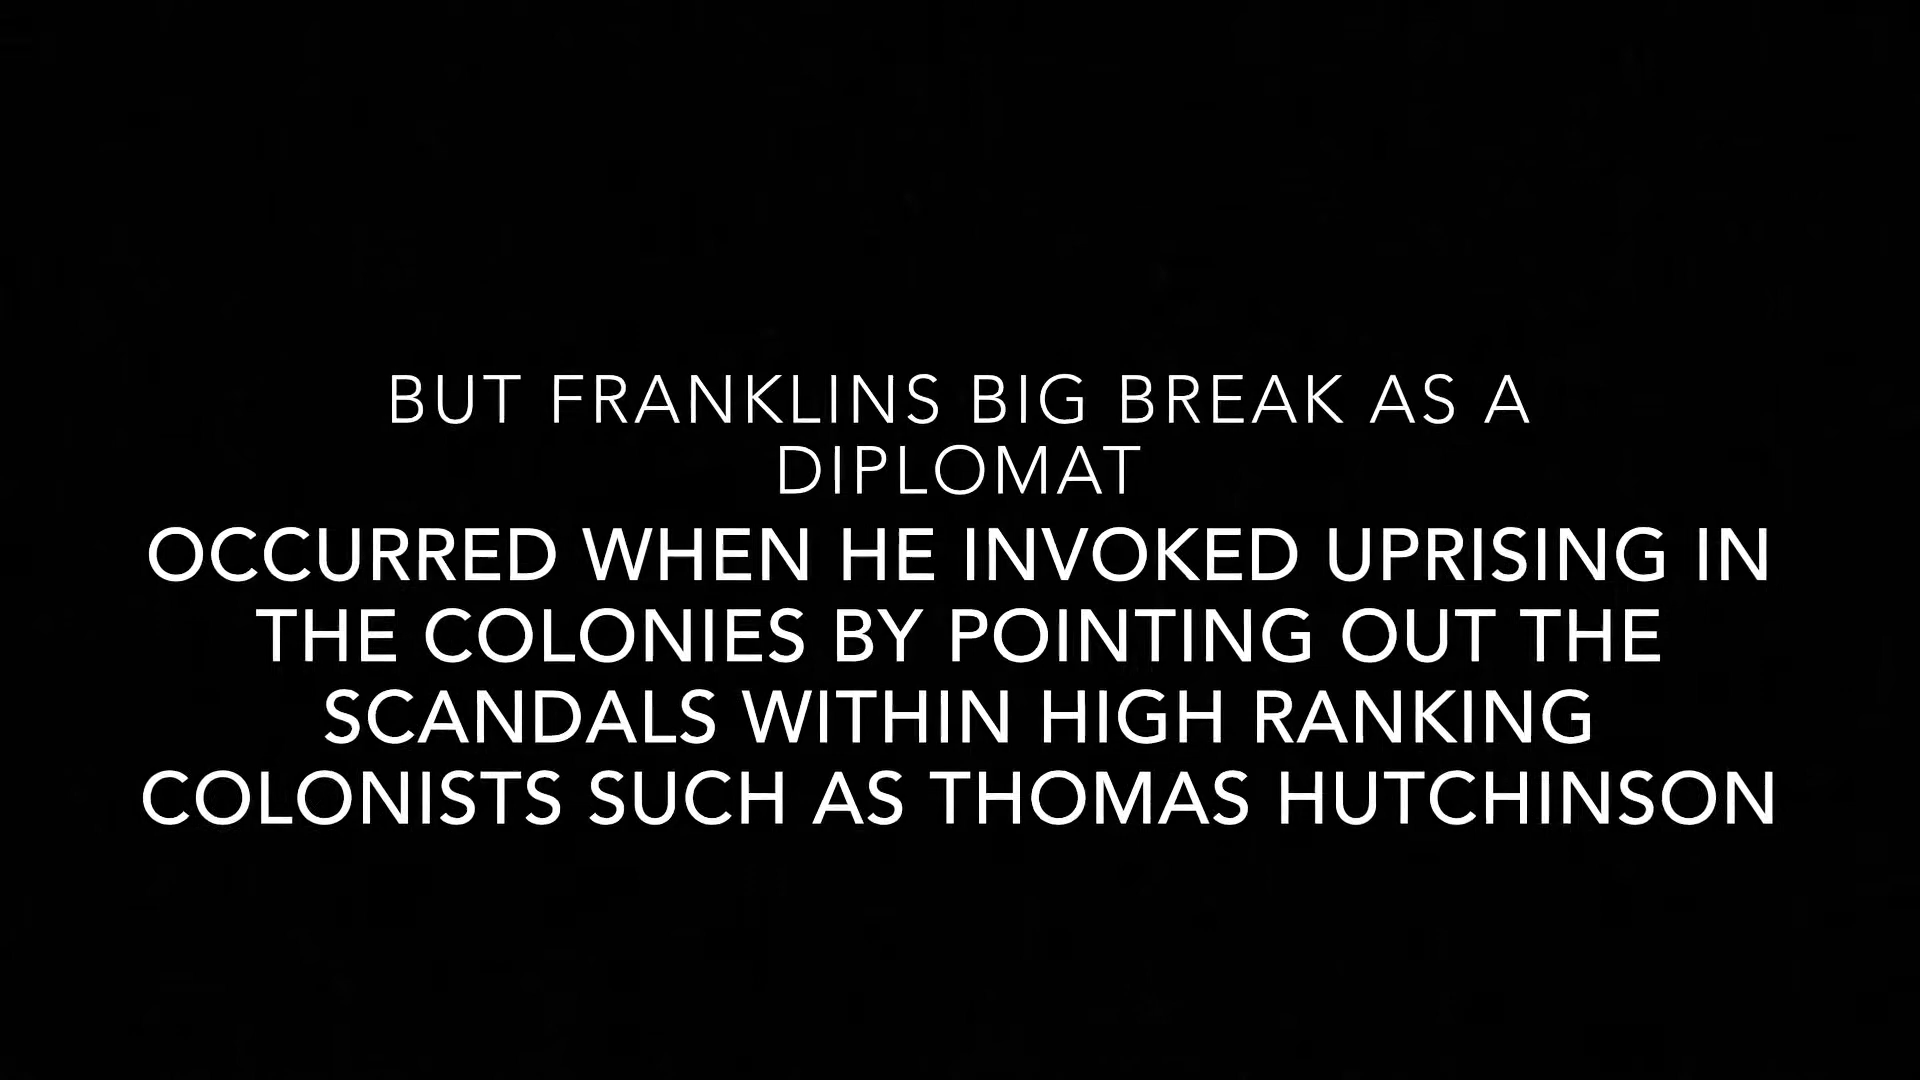 BUT FRANKLINS BIG BREAK AS A
DIPLOMAT
OCCURRED WHEN HE INVOKED UPRISING IN
THE COLONIES BY POINTING OUT THE
SCANDALS WITHIN HIGH RANKING
COLONISTS SUCH AS THOMAS HUTCHINSON